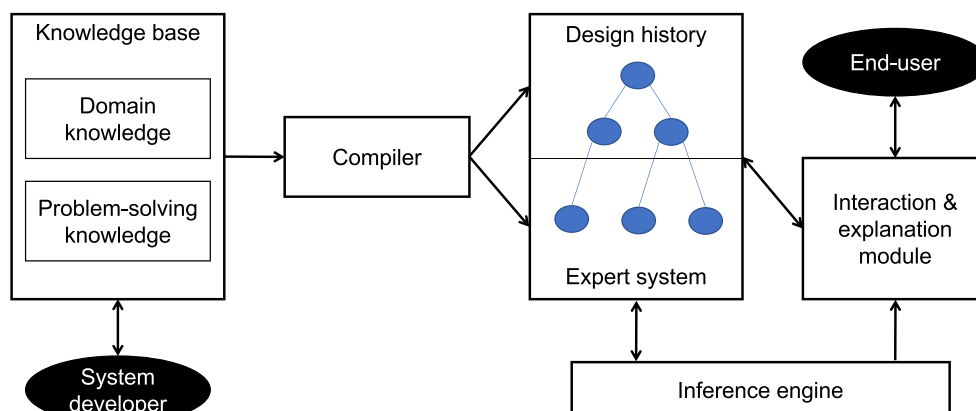 Knowledge base
Domain
knowledge
Problem-solving
knowledge
System
developer
Compiler
Design history
Expert system
End-user
Interaction &
explanation
module
Inference engine